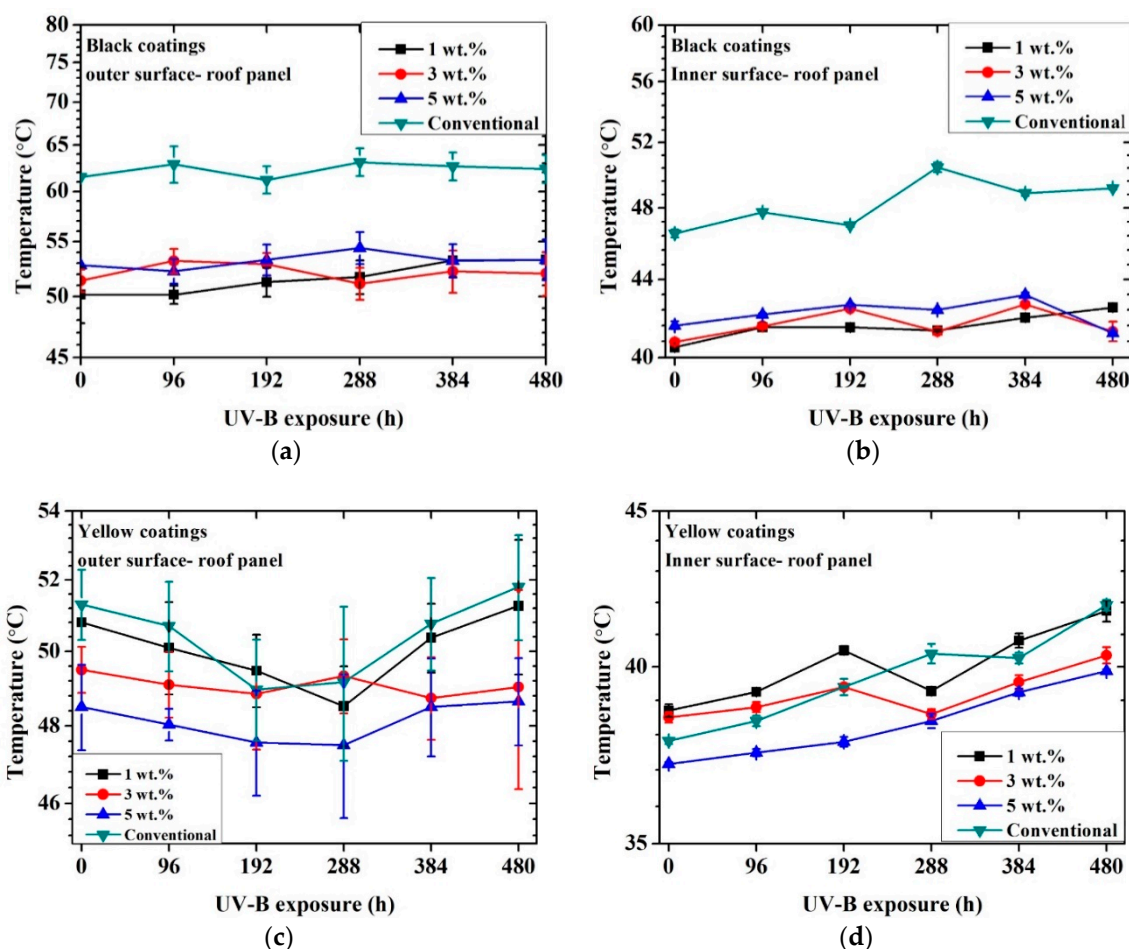 80
75
70
65
60
55
50
45
Temperature (°C)
Black coatings
outer surface- roof panel
1 wt.%
3 wt.%
5 wt.%
Conventional
0 96 192 288 384 480
UV-B exposure (h)
(a)
60
56
52
48
44
40
Temperature (°C)
Black coatings
Inner surface- roof panel
1 wt.%
3 wt.%
5 wt.%
Conventional
0 96 192 288 384 480
UV-B exposure (h)
(b)
54
52
50
48
46
Temperature (°C)
Yellow coatings
outer surface- roof panel
1 wt.%
3 wt.%
5 wt.%
Conventional
0 96 192 288 384 480
UV-B exposure (h)
(c)
45
40
35
Temperature (°C)
Yellow coatings
Inner surface- roof panel
1 wt.%
3 wt.%
5 wt.%
Conventional
0 96 192 288 384 480
UV-B exposure (h)
(d)